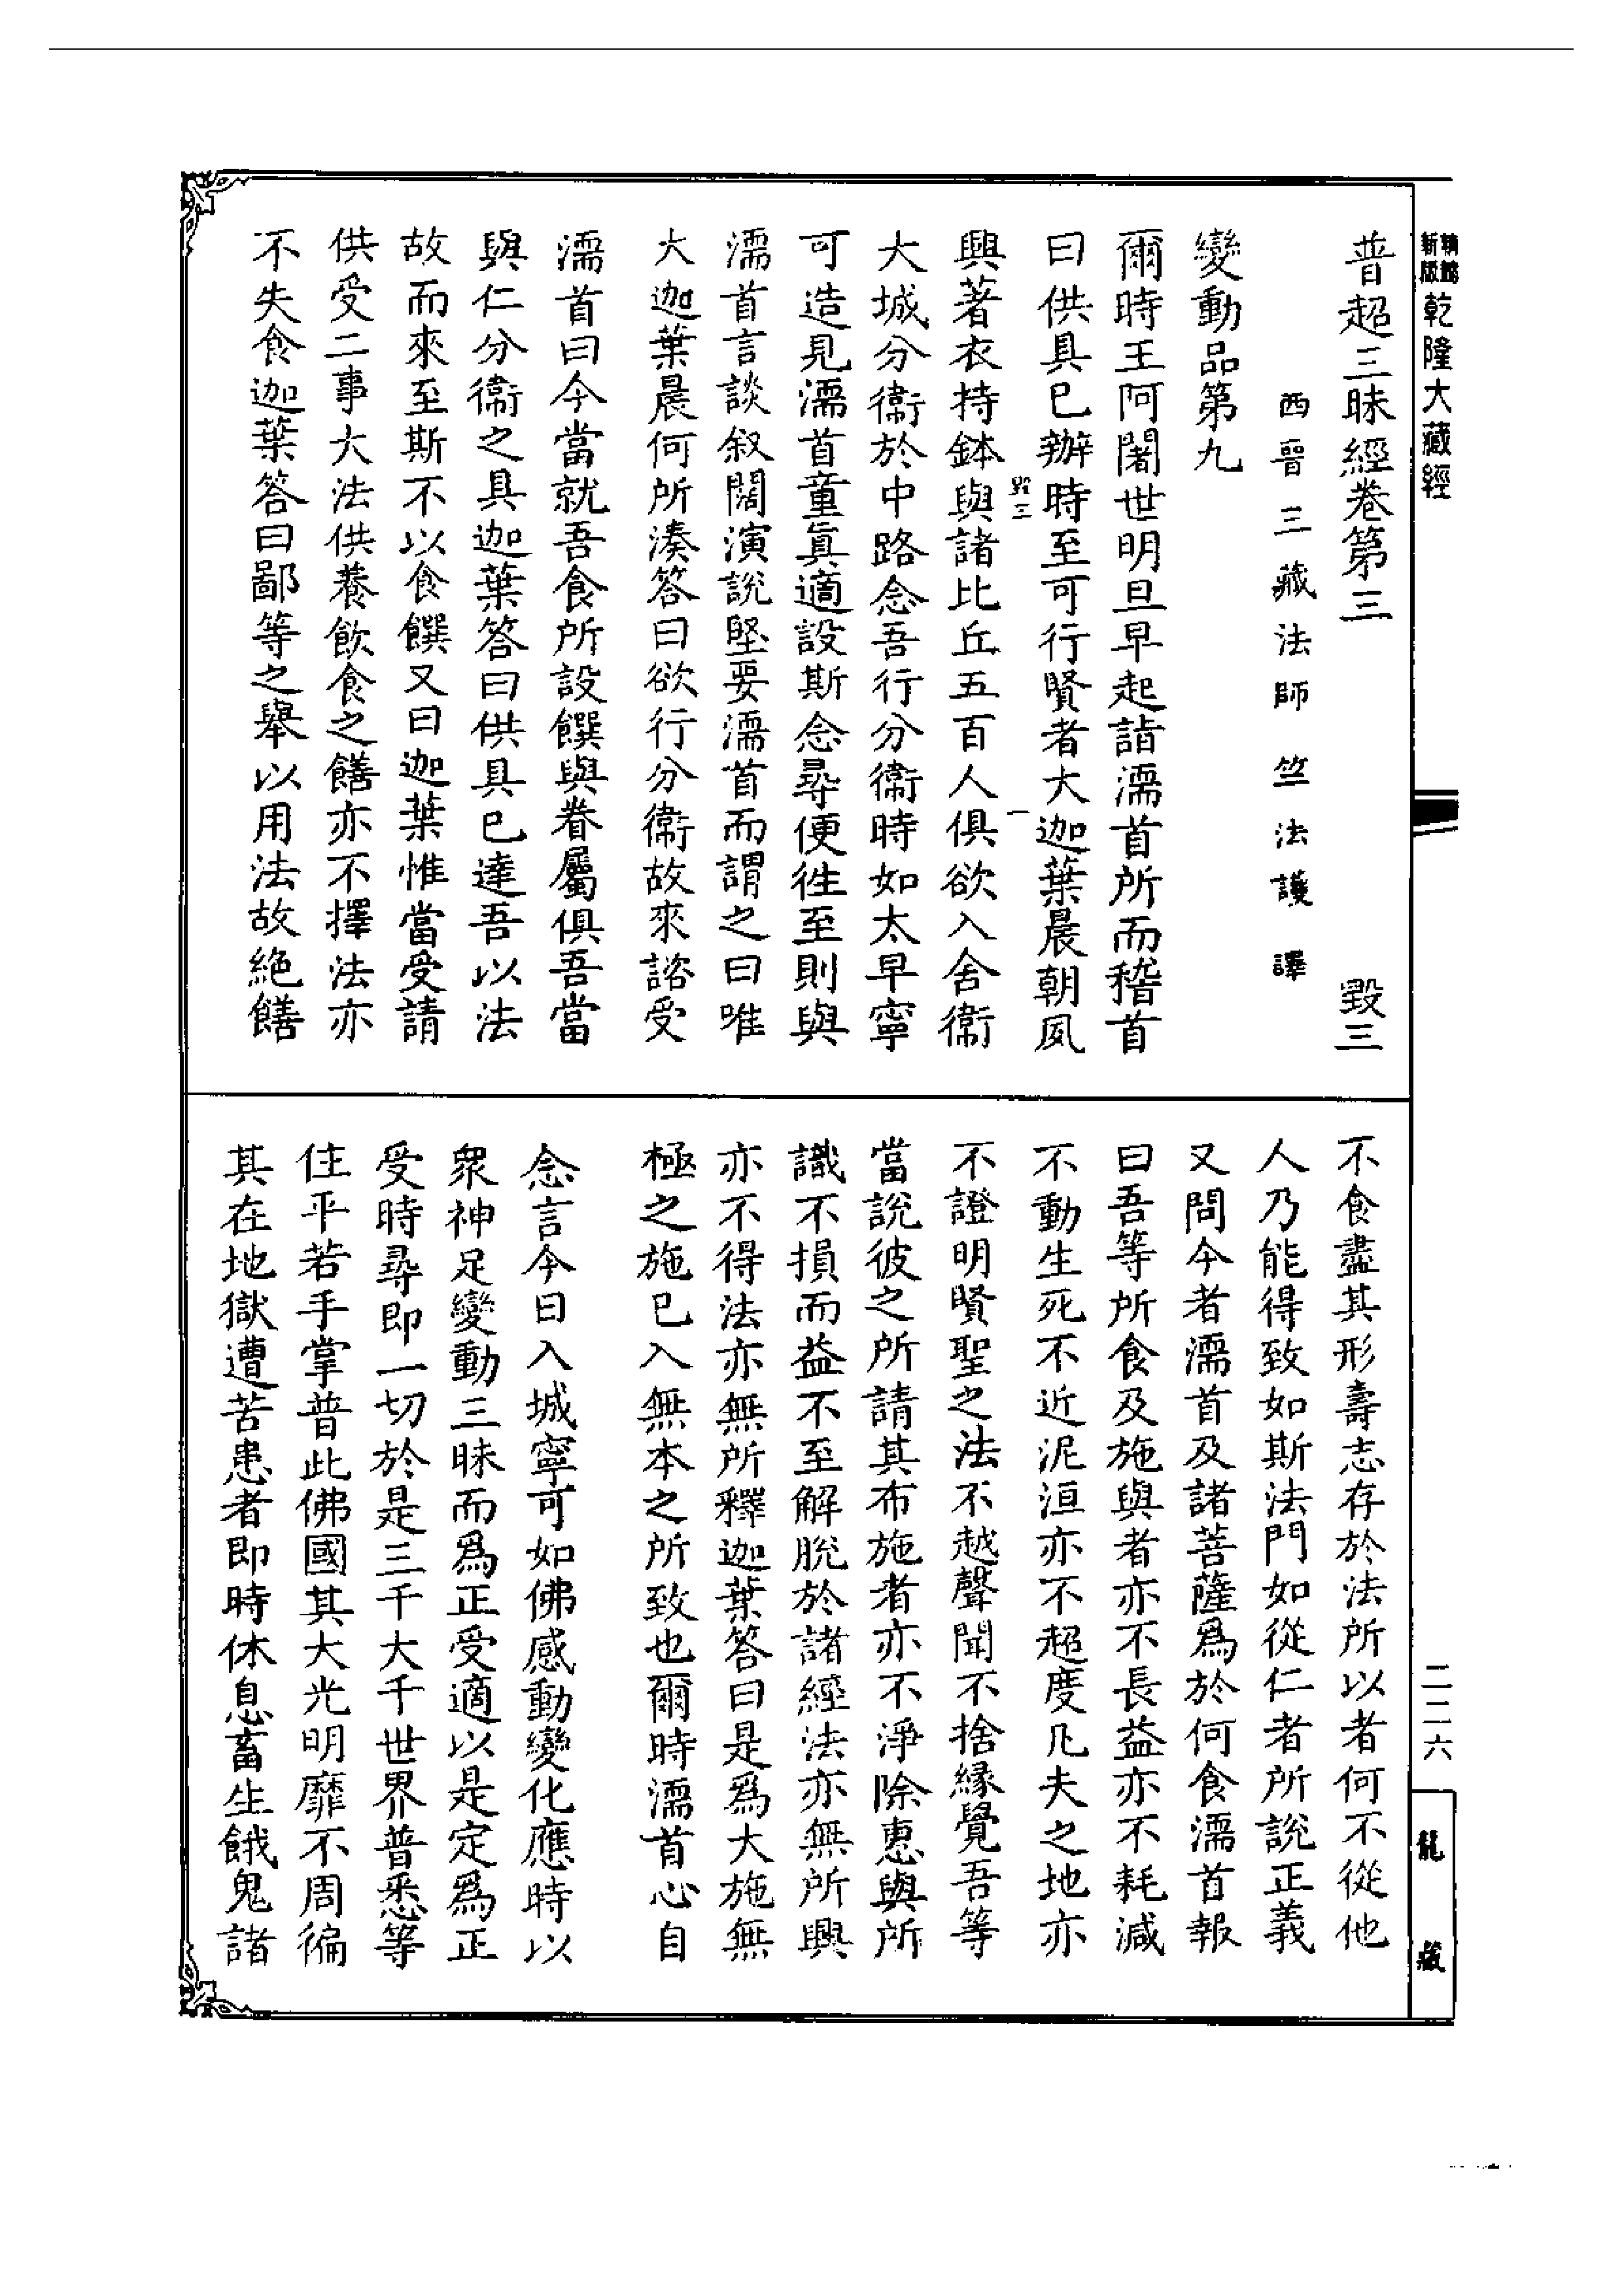 新版精裝乾隆大藏經
普超三昧經卷第三　毀三
西晉三藏法師竺法護譯
變動品第九
爾時王阿闍世明旦早起詣濡首所而稽首
曰供具已辦時至可行賢者大迦葉晨朝夙
毀三　一
興著衣持鉢與諸比丘五百人俱欲入舍衛
大城分衛於中路念吾行分衛時如太早寧
可造見濡首童真適設斯念尋便徃至則與
濡首言談叙闊演說堅要濡首而謂之曰唯
大迦葉晨何所湊答曰欲行分衛故來諮受
濡首曰今當就吾食所設饌與眷屬俱吾當
與仁分衛之具迦葉答曰供具已達吾以法
故而來至斯不以食饌又曰迦葉惟當受請
供受二事大法供養飲食之饍亦不擇法亦
不失食迦葉答曰鄙等之舉以用法故絶饍
不食盡其形壽志存於法所以者何不從他
人乃能得致如斯法門如從仁者所說正義
又問今者濡首及諸菩薩爲於何食濡首報
曰吾等所食及施與者亦不長益亦不耗減
不動生死不近泥洹亦不超度凡夫之地亦
不證明賢聖之法不越聲聞不捨緣覺吾等
當說彼之所請其布施者亦不淨除惠與所
識不損而益不至解脫於諸經法亦無所興
亦不得法亦無所釋迦葉答曰是爲大施無
極之施已入無本之所致也爾時濡首心自
念言今日入城寧可如佛感動變化應時以
衆神足變動三昧而爲正受適以是定爲正
受時尋即一切於是三千大千世界普悉等
住平若手掌普此佛國其大光明靡不周徧
其在地獄遭苦患者即時休息畜生餓鬼諸
二二六
龍藏